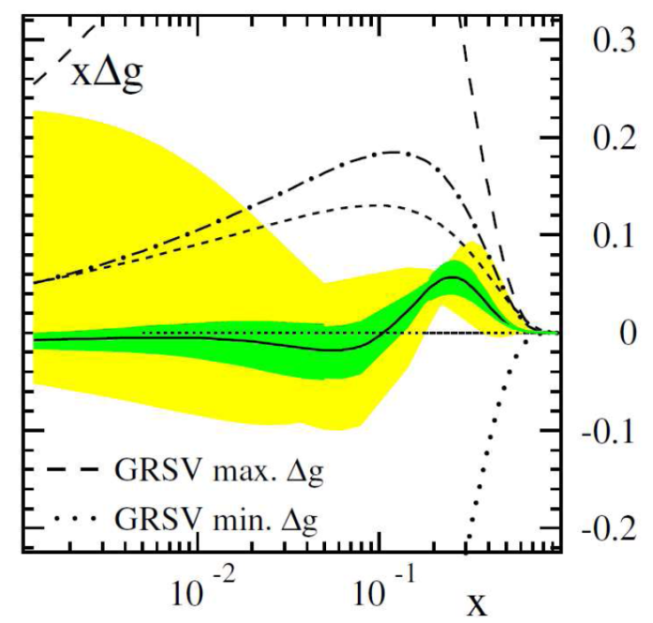 xΔg
0.3
0.2
0.1
0
-0.1
-0.2
GRSV max. Δg
GRSV min. Δg
10 -2
10 -1
x